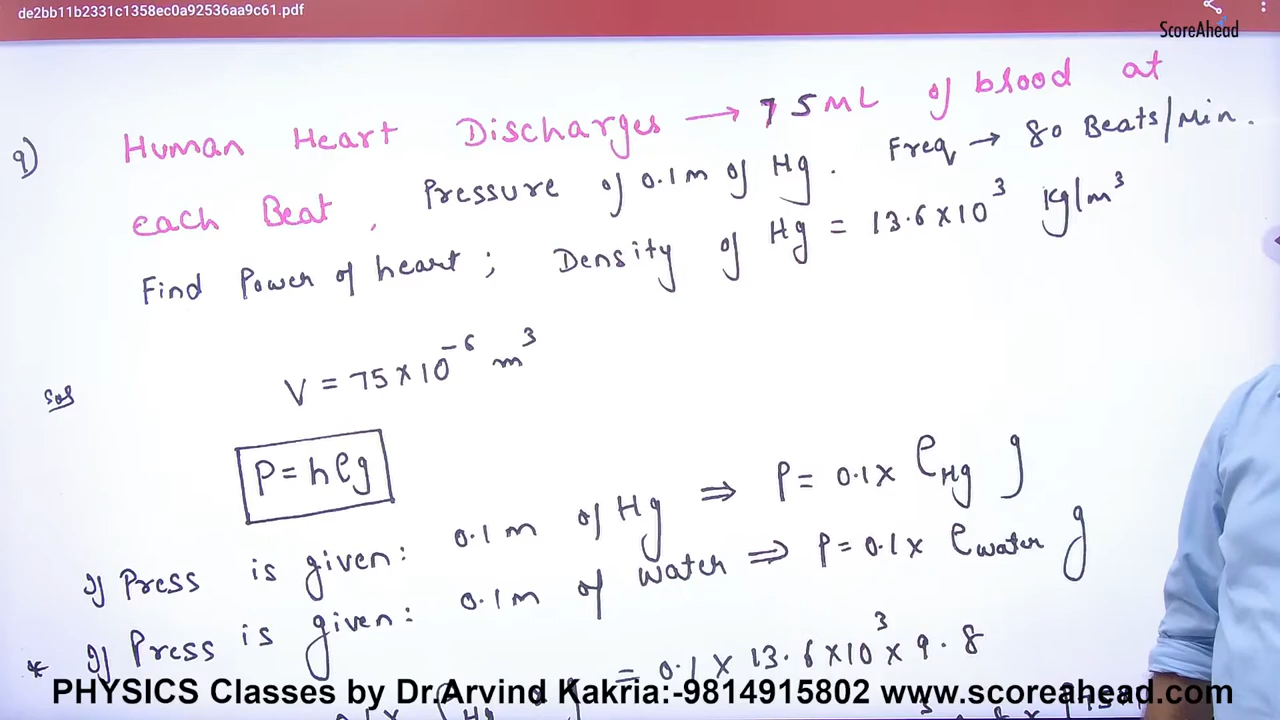 de2bb11b2331c1358ec0a92536aa9c61.pdf
ScoreAhead
q) Human Heart Discharges → 75 ML of blood at
each Beat, Pressure of 0.1m of Hg. Freq → 80 Beats/Min.
Find Power of heart; Density of Hg = 13.6×10³ Kg/m³
Sol V = 75×10⁻⁶ m³
P = hρg
If Press is given: 0.1m of Hg ⇒ P = 0.1× ρHg g
* If Press is given: 0.1m of water ⇒ P = 0.1× ρwater g
= 0.1 × 13.6 ×10³ × 9.8
PHYSICS Classes by Dr.Arvind Kakria:-9814915802 www.scoreahead.com